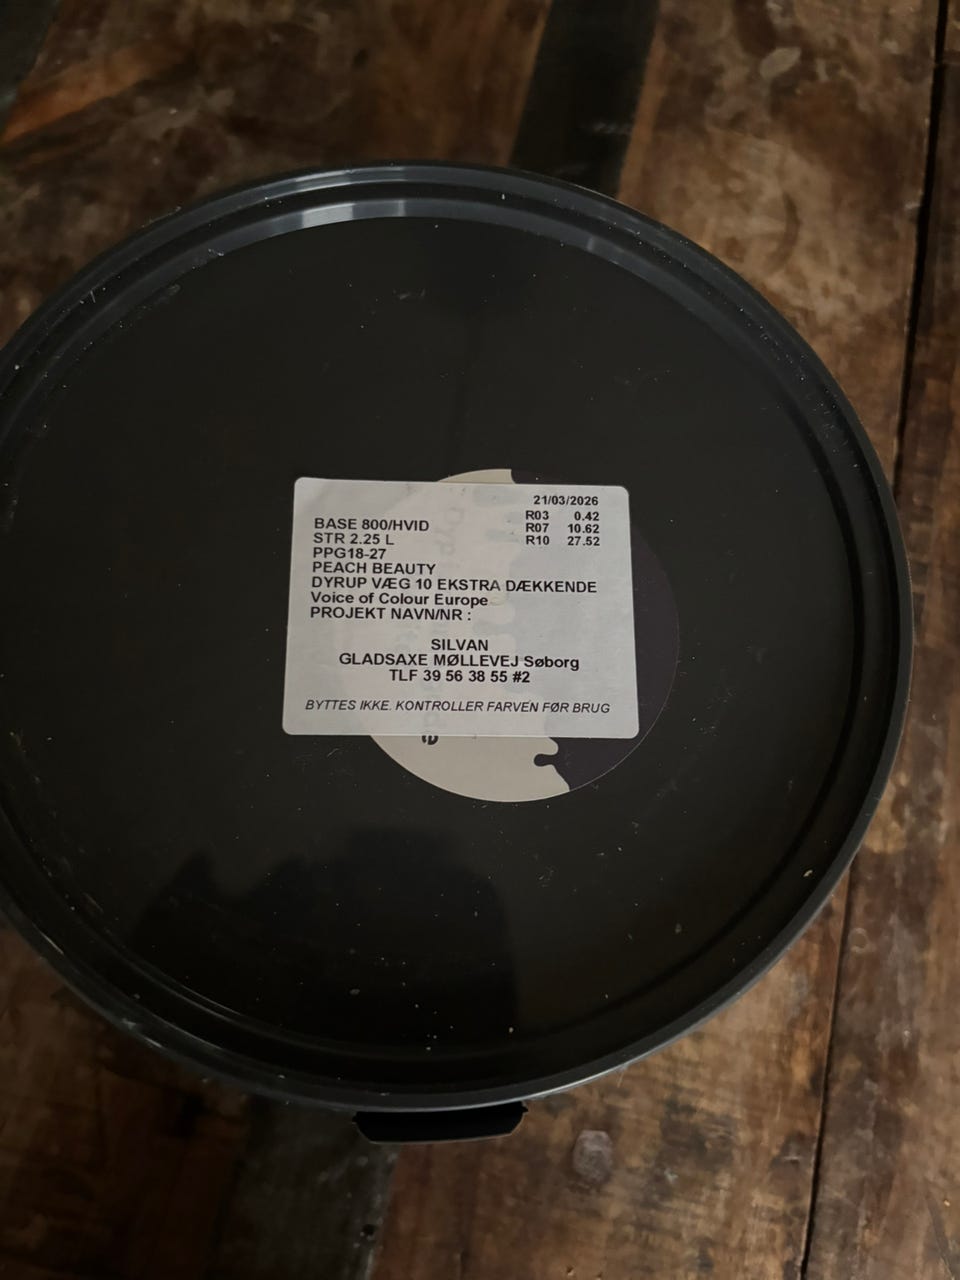 21/03/2026
R03 0.42
R07 10.62
R10 27.52
BASE 800/HVID
STR 2.25 L
PPG18-27
PEACH BEAUTY
DYRUP VÆG 10 EKSTRA DÆKKENDE
Voice of Colour Europe
PROJEKT NAVN/NR :
SILVAN
GLADSAXE MØLLEVEJ Søborg
TLF 39 56 38 55 #2
BYTTES IKKE. KONTROLLER FARVEN FØR BRUG